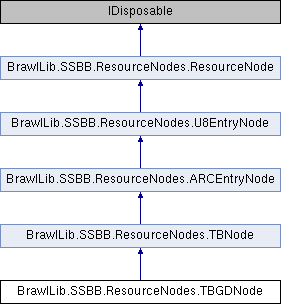 IDisposable
BrawlLib.SSBB.ResourceNodes.ResourceNode
BrawlLib.SSBB.ResourceNodes.U8EntryNode
BrawlLib.SSBB.ResourceNodes.ARCEntryNode
BrawlLib.SSBB.ResourceNodes.TBNode
BrawlLib.SSBB.ResourceNodes.TBGDNode